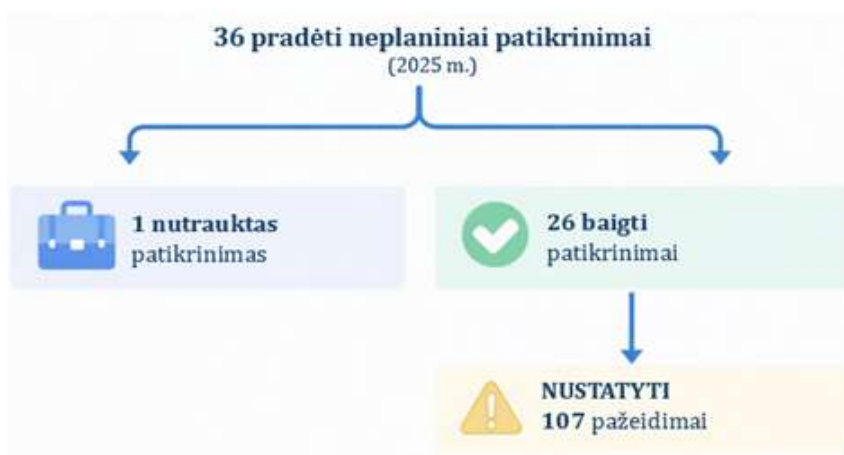 36 pradėti neplaniniai patikrinimai
(2025 m.)
1 nutrauktas
patikrinimas
26 baigti
patikrinimai
NUSTATYTI
107 pažeidimai